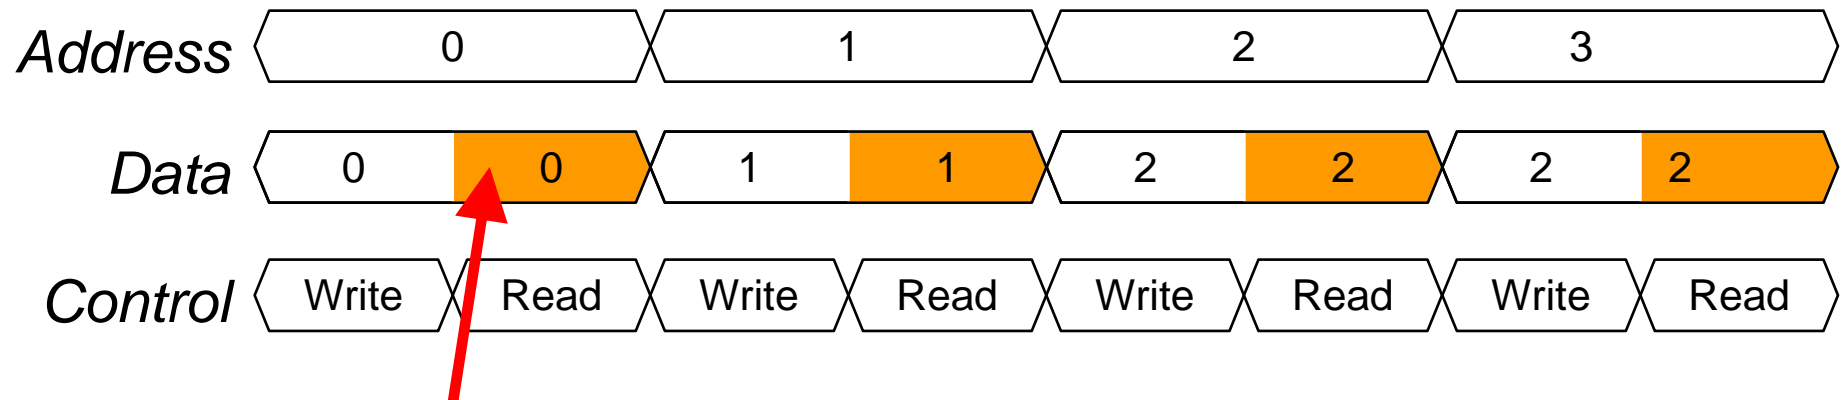 Address 0 1 2 3
Data 0 0 1 1 2 2 2 2
Control Write Read Write Read Write Read Write Read